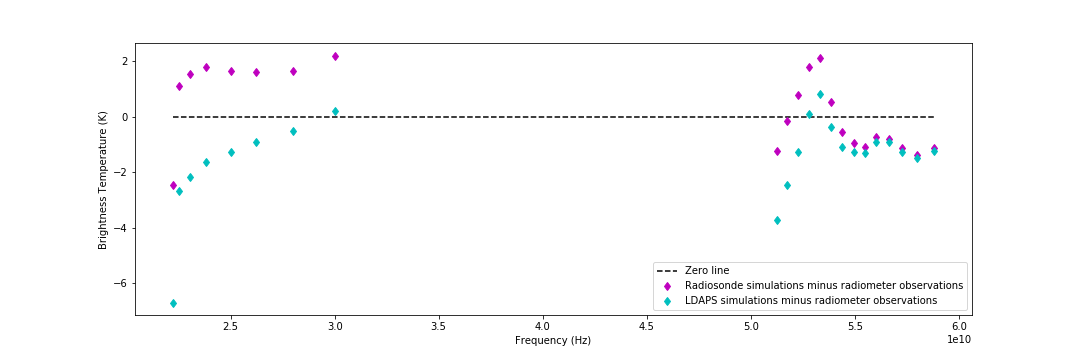 2
0
−2
−4
−6
Brightness Temperature (K)
2.5
3.0
3.5
4.0
4.5
5.0
5.5
6.0
1e10
Frequency (Hz)
Zero line
Radiosonde simulations minus radiometer observations
LDAPS simulations minus radiometer observations